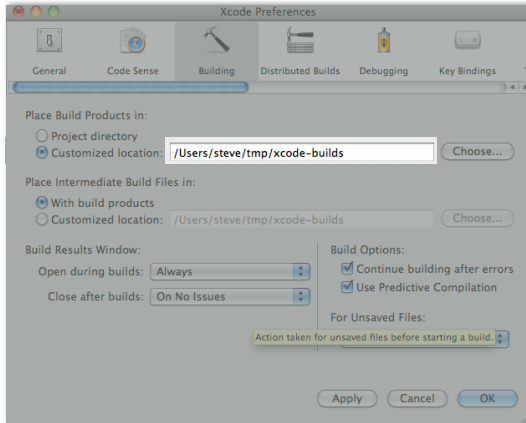 Xcode Preferences
General Code Sense Building Distributed Builds Debugging Key Bindings
Place Build Products in:
Project directory
Customized location: /Users/steve/tmp/xcode-builds Choose...
Place Intermediate Build Files in:
With build products
Customized location: /Users/steve/tmp/xcode-builds Choose...
Build Results Window:
Open during builds: Always
Close after builds: On No Issues
Build Options:
Continue building after errors
Use Predictive Compilation
For Unsaved Files:
Action taken for unsaved files before starting a build.
Apply Cancel OK